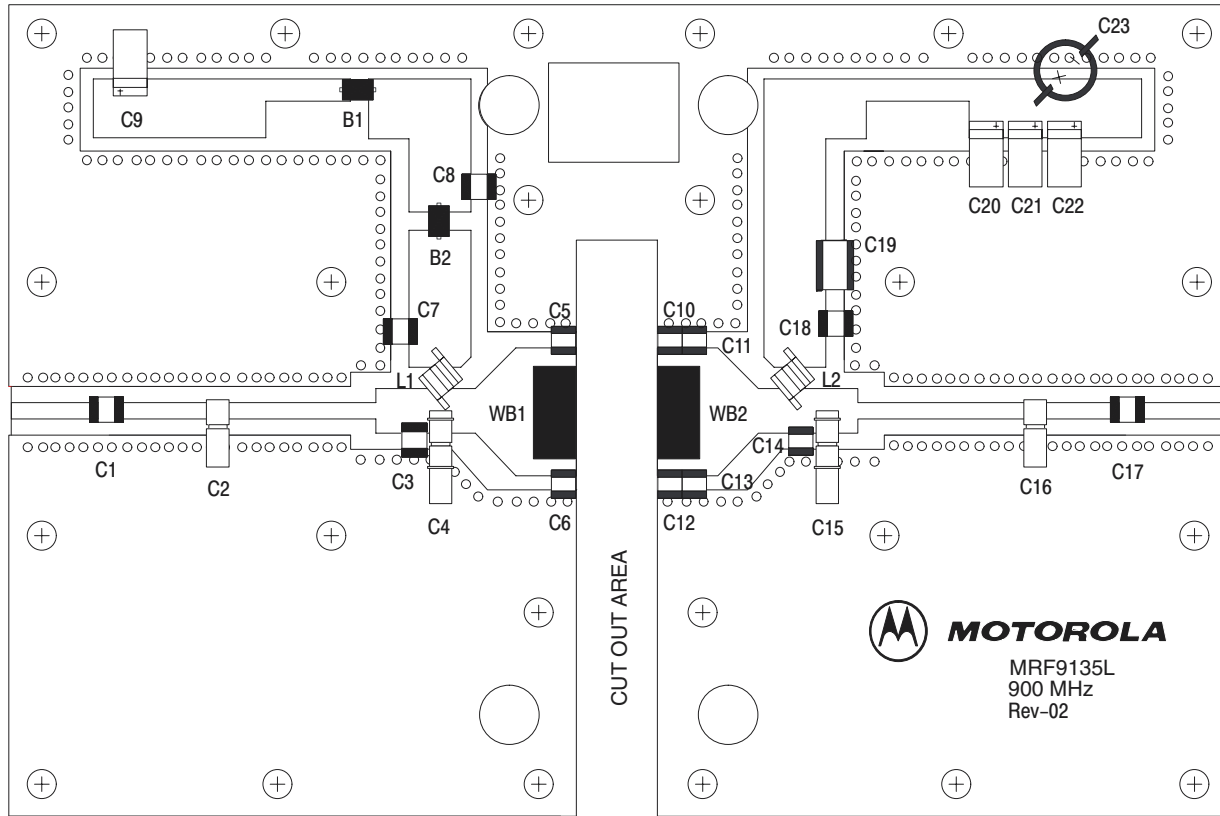 C23
C9
B1
C8
C20
C21
C22
B2
C19
C7
C5
C10
C18
C11
L1
L2
WB1
WB2
C14
C1
C2
C3
C13
C16
C17
C4
C6
C12
C15
CUT OUT AREA
MOTOROLA
MRF9135L
900 MHz
Rev−02